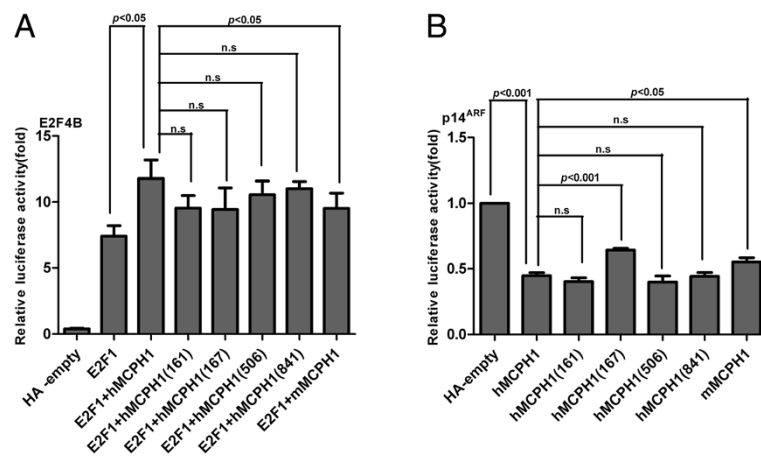 A
p<0.05
p<0.05
n.s
n.s
n.s
n.s
E2F4B
Relative luciferase activity(fold)
15
10
5
0
HA -empty
E2F1
E2F1+hMCPH1
E2F1+hMCPH1(161)
E2F1+hMCPH1(167)
E2F1+hMCPH1(506)
E2F1+hMCPH1(841)
E2F1+mMCPH1
B
p<0.001
p<0.05
n.s
n.s
p<0.001
n.s
p14ARF
Relative luciferase activity(fold)
1.5
1.0
0.5
0.0
HA-empty
hMCPH1
hMCPH1(161)
hMCPH1(167)
hMCPH1(506)
hMCPH1(841)
mMCPH1